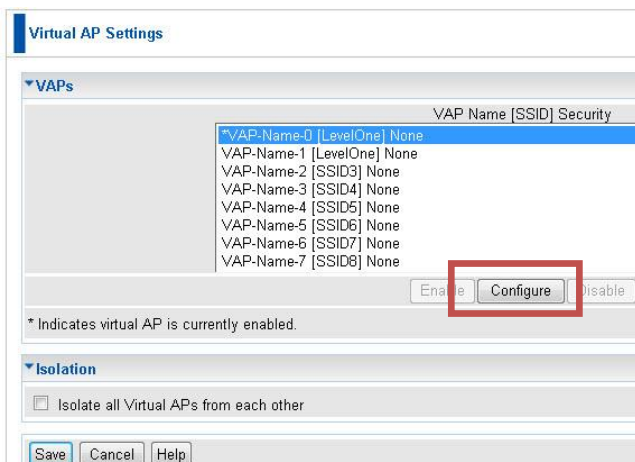 Virtual AP Settings
VAPs
VAP Name [SSID] Security
*VAP-Name-0 [LevelOne] None
VAP-Name-1 [LevelOne] None
VAP-Name-2 [SSID3] None
VAP-Name-3 [SSID4] None
VAP-Name-4 [SSID5] None
VAP-Name-5 [SSID6] None
VAP-Name-6 [SSID7] None
VAP-Name-7 [SSID8] None
Enable Configure Disable
* Indicates virtual AP is currently enabled.
Isolation
Isolate all Virtual APs from each other
Save Cancel Help